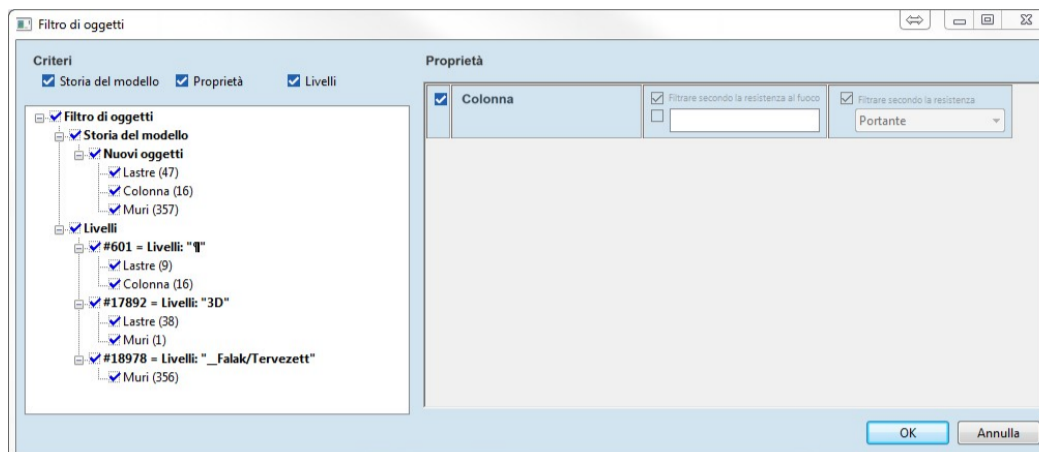 Filtro di oggetti
Criteri
Storia del modello Proprietà Livelli
Filtro di oggetti
Storia del modello
Nuovi oggetti
Lastre (47)
Colonna (16)
Muri (357)
Livelli
#601 = Livelli: "¶"
Lastre (9)
Colonna (16)
#17892 = Livelli: "3D"
Lastre (38)
Muri (1)
#18978 = Livelli: "__Falak/Tervezett"
Muri (356)
Proprietà
Colonna
Filtrare secondo la resistenza al fuoco
Filtrare secondo la resistenza
Portante
OK Annulla